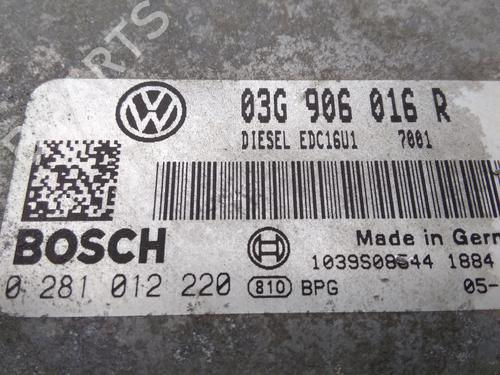 03G 906 016 R
DIESEL EDC16U1 7001
BOSCH
Made in Germ
0 281 012 220
810 BPG
1039S08544 1884
05-
PARTS